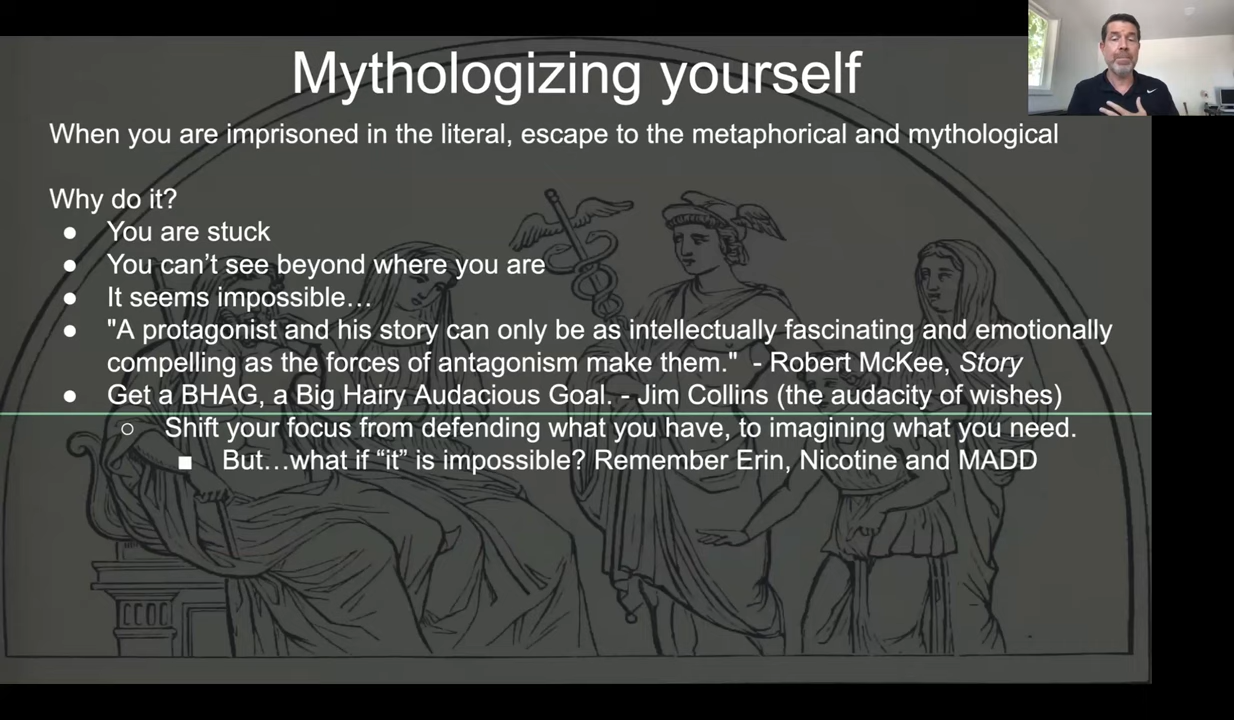 Mythologizing yourself
When you are imprisoned in the literal, escape to the metaphorical and mythological
Why do it?
● You are stuck
● You can’t see beyond where you are
● It seems impossible…
● "A protagonist and his story can only be as intellectually fascinating and emotionally
compelling as the forces of antagonism make them." - Robert McKee, Story
● Get a BHAG, a Big Hairy Audacious Goal. - Jim Collins (the audacity of wishes)
○ Shift your focus from defending what you have, to imagining what you need.
■ But…what if “it” is impossible? Remember Erin, Nicotine and MADD